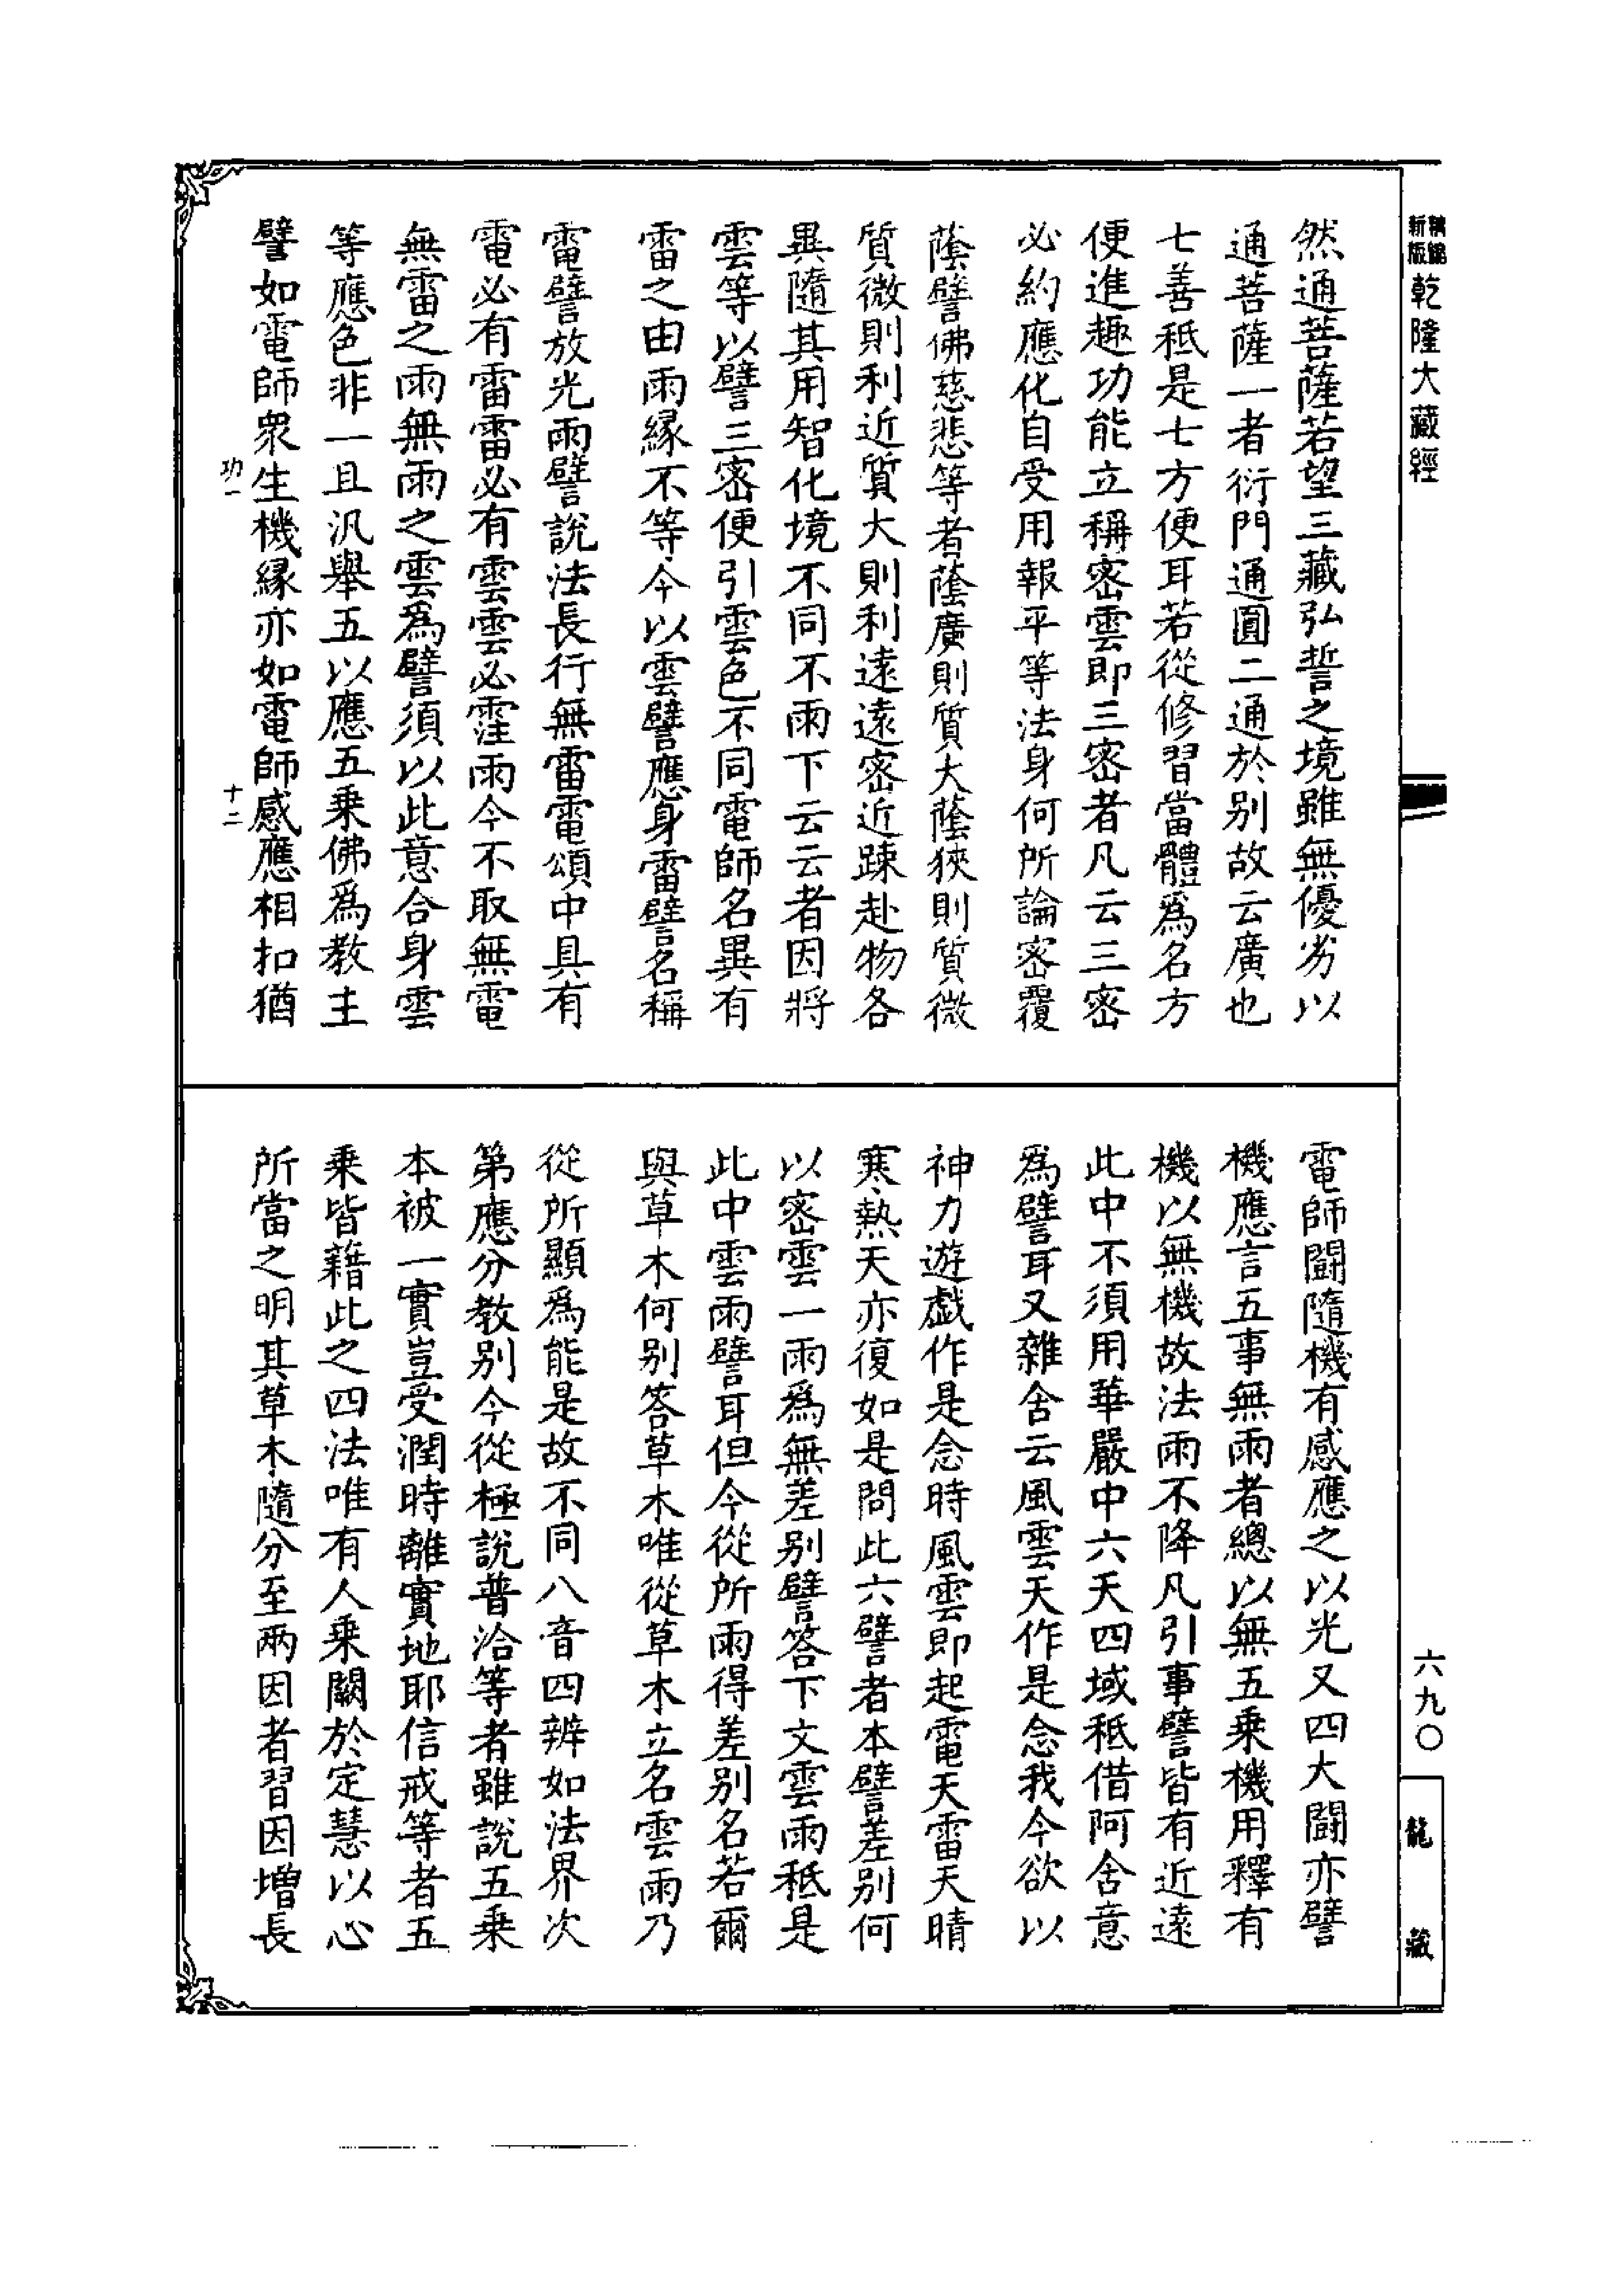 新編縮版
乾隆大藏經
六九〇
龍藏
然通菩薩若望三藏弘誓之境雖無優劣以
通菩薩一者衍門通圓二通於別故云廣也
七善秖是七方便耳若從修習當體爲名方
便進趣功能立稱密雲即三密者凡云三密
必約應化自受用報平等法身何所論密覆
蔭譬佛慈悲等者蔭廣則質大蔭狹則質微
質微則利近質大則利遠遠密近踈赴物各
異隨其用智化境不同不雨下云云者因將
雲等以譬三密便引雲色不同電師名異有
雷之由雨緣不等今以雲譬應身雷譬名稱
電譬放光雨譬說法長行無雷電頌中具有
電必有雷雷必有雲雲必霔雨今不取無電
無雷之雨無雨之雲爲譬須以此意合身雲
等應色非一且汎舉五以應五乗佛爲教主
譬如電師衆生機緣亦如電師感應相扣猶
功一
十二
電師闘隨機有感應之以光又四大闘亦譬
機應言五事無雨者總以無五乗機用釋有
機以無機故法雨不降凡引事譬皆有近遠
此中不須用華嚴中六天四域秖借阿含意
爲譬耳又雜含云風雲天作是念我今欲以
神力遊戲作是念時風雲即起電天雷天晴
寒熱天亦復如是問此六譬者本譬差別何
以密雲一雨爲無差別譬答下文雲雨秖是
此中雲雨譬耳但今從所雨得差別名若爾
與草木何別答草木唯從草木立名雲雨乃
從所顯爲能是故不同八音四辨如法界次
第應分教別今從極說普洽等者雖說五乗
本被一實豈受潤時離實地耶信戒等者五
乗皆藉此之四法唯有人乗闕於定慧以心
所當之明其草木隨分至兩因者習因增長